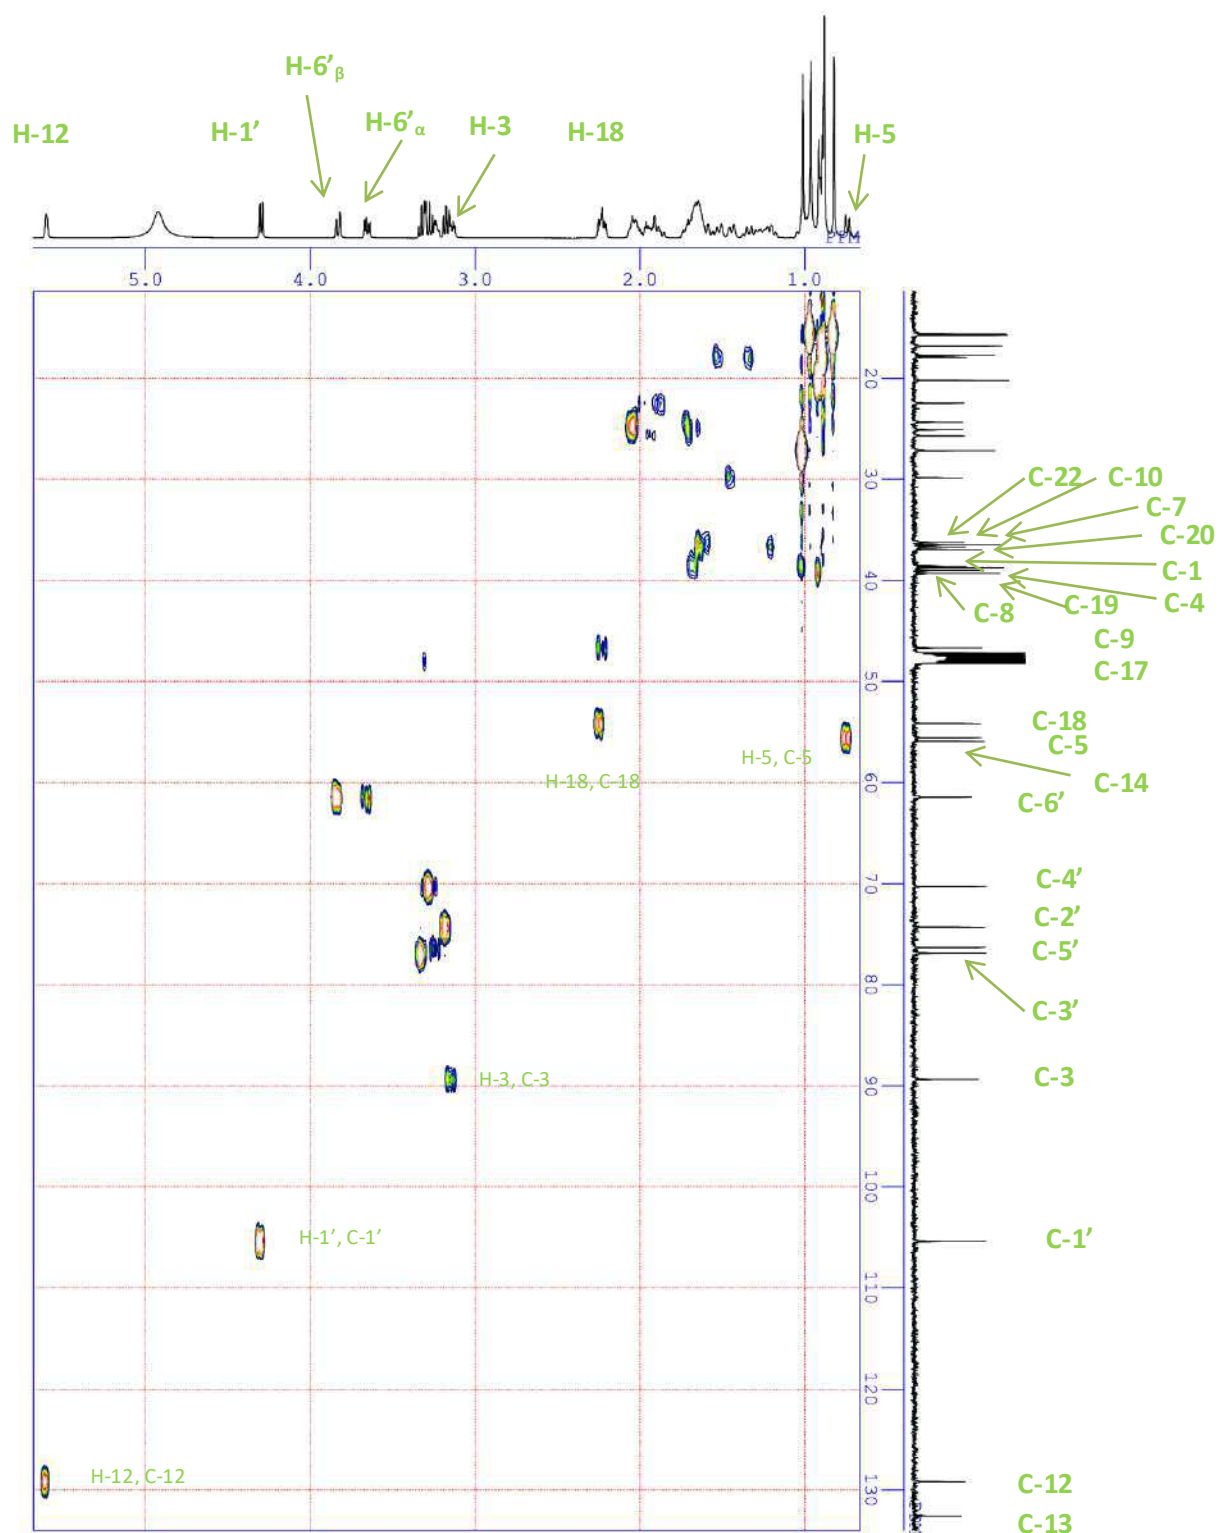 H-6'β
H-12 H-1' H-6'α H-3 H-18 H-5
PPM
5.0 4.0 3.0 2.0 1.0
20
30
C-22 C-10
C-7
C-20
C-1
40
C-8 C-19 C-4
C-9
C-17
50
C-18
C-5
H-5, C-5
H-18, C-18
C-14
60
C-6'
70
C-4'
C-2'
C-5'
80
C-3'
H-3, C-3
C-3
90
100
H-1', C-1'
C-1'
110
120
H-12, C-12
C-12
130
C-13